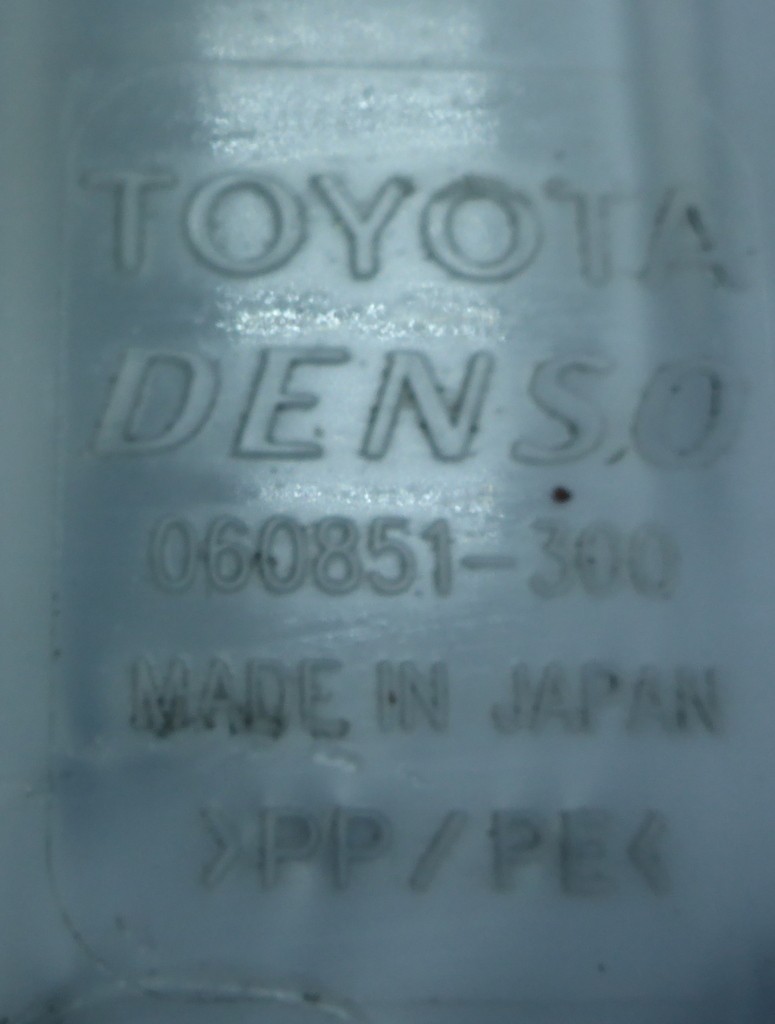 TOYOTA
DENSO
060851-300
MADE IN JAPAN
>PP/PE<